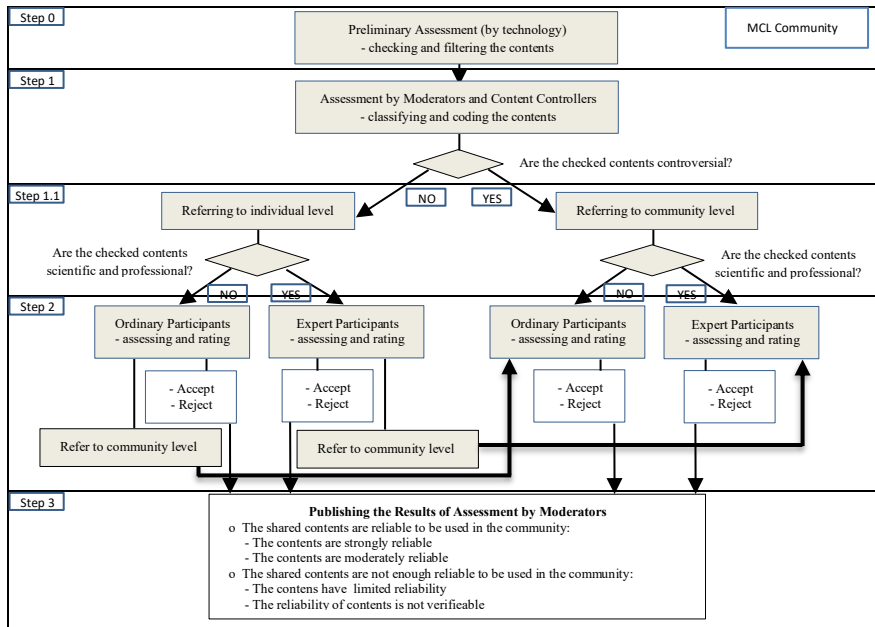 Step 0
MCL Community
Preliminary Assessment (by technology)
- checking and filtering the contents
Step 1
Assessment by Moderators and Content Controllers
- classifying and coding the contents
Are the checked contents controversial?
Step 1.1
NO
YES
Referring to individual level
Referring to community level
Are the checked contents
scientific and professional?
Are the checked contents
scientific and professional?
NO
YES
NO
YES
Step 2
Ordinary Participants
- assessing and rating
Expert Participants
- assessing and rating
Ordinary Participants
- assessing and rating
Expert Participants
- assessing and rating
- Accept
- Reject
- Accept
- Reject
- Accept
- Reject
- Accept
- Reject
Refer to community level
Refer to community level
Step 3
Publishing the Results of Assessment by Moderators
o The shared contents are reliable to be used in the community:
- The contents are strongly reliable
- The contents are moderately reliable
o The shared contents are not enough reliable to be used in the community:
- The contens have limited reliability
- The reliability of contents is not verifieable